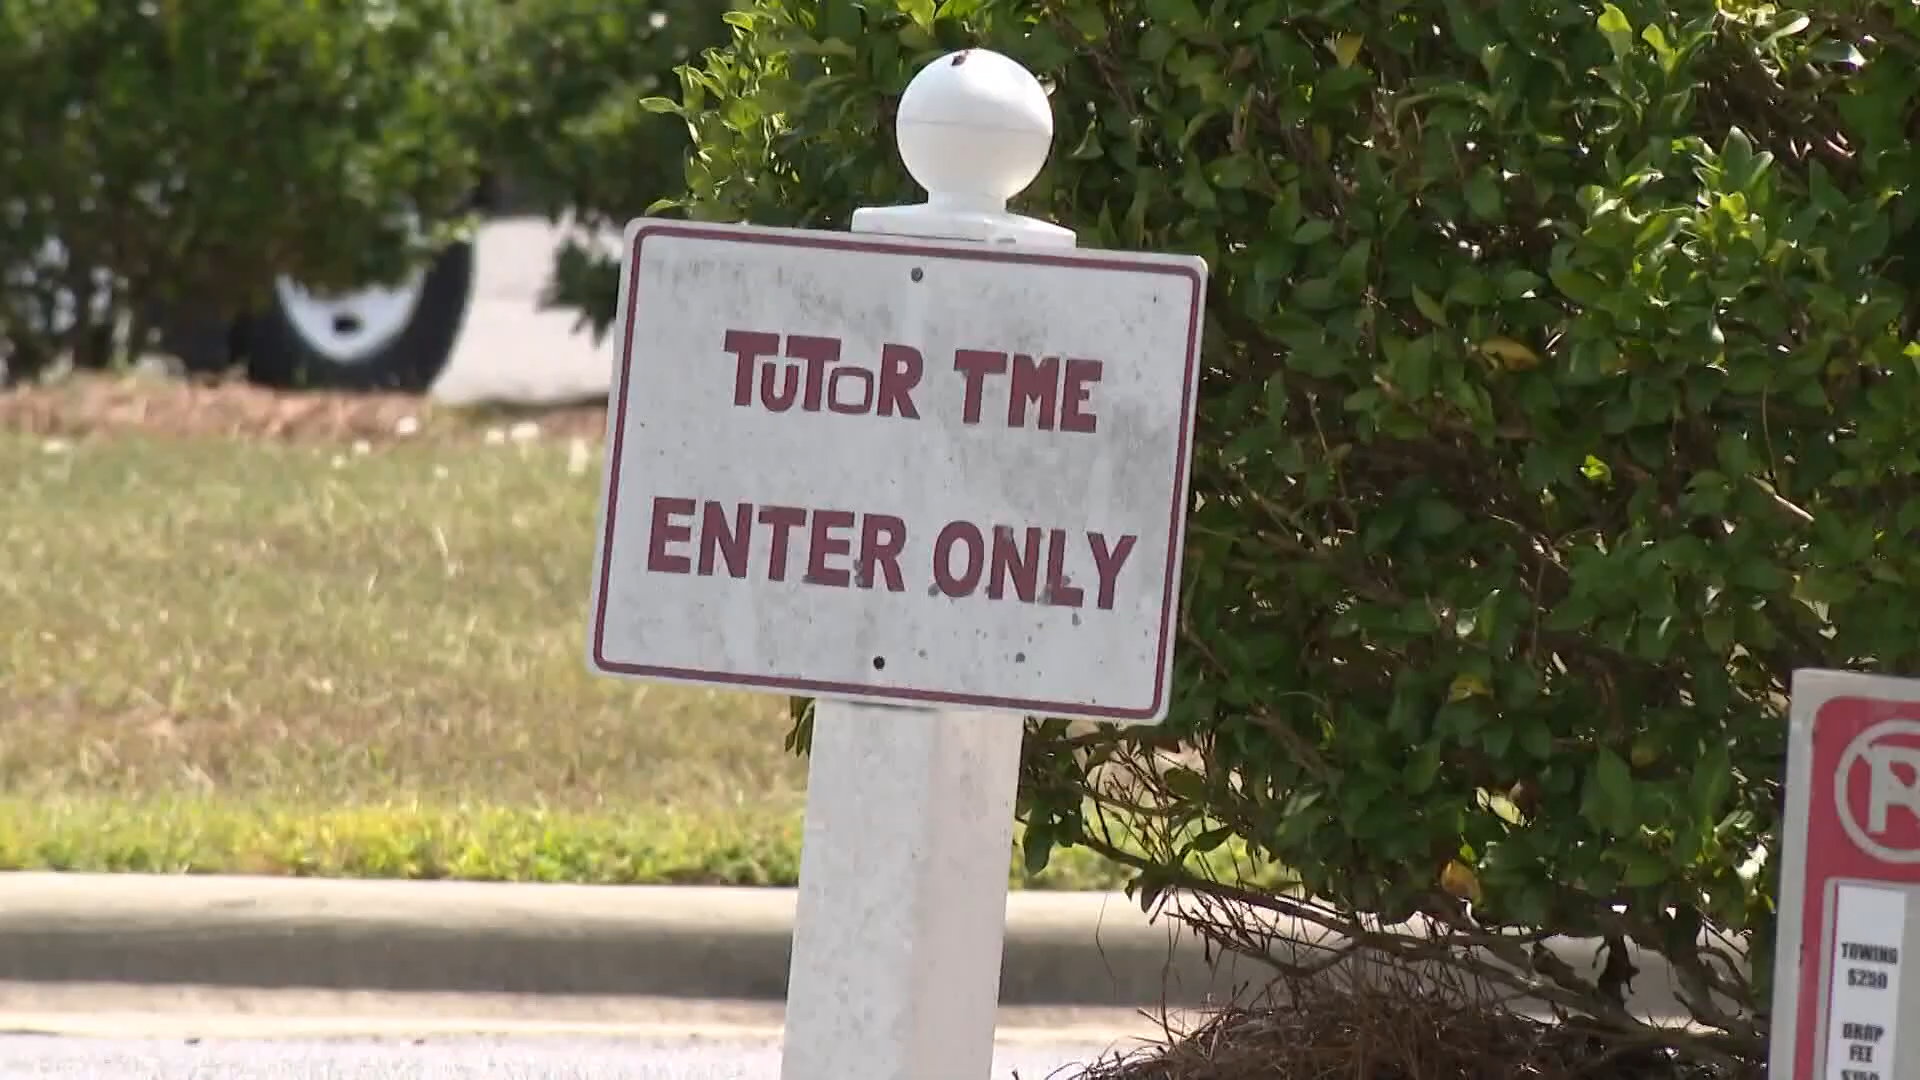 TUTOR TME
ENTER ONLY
TOWING
$250
DROP
FEE